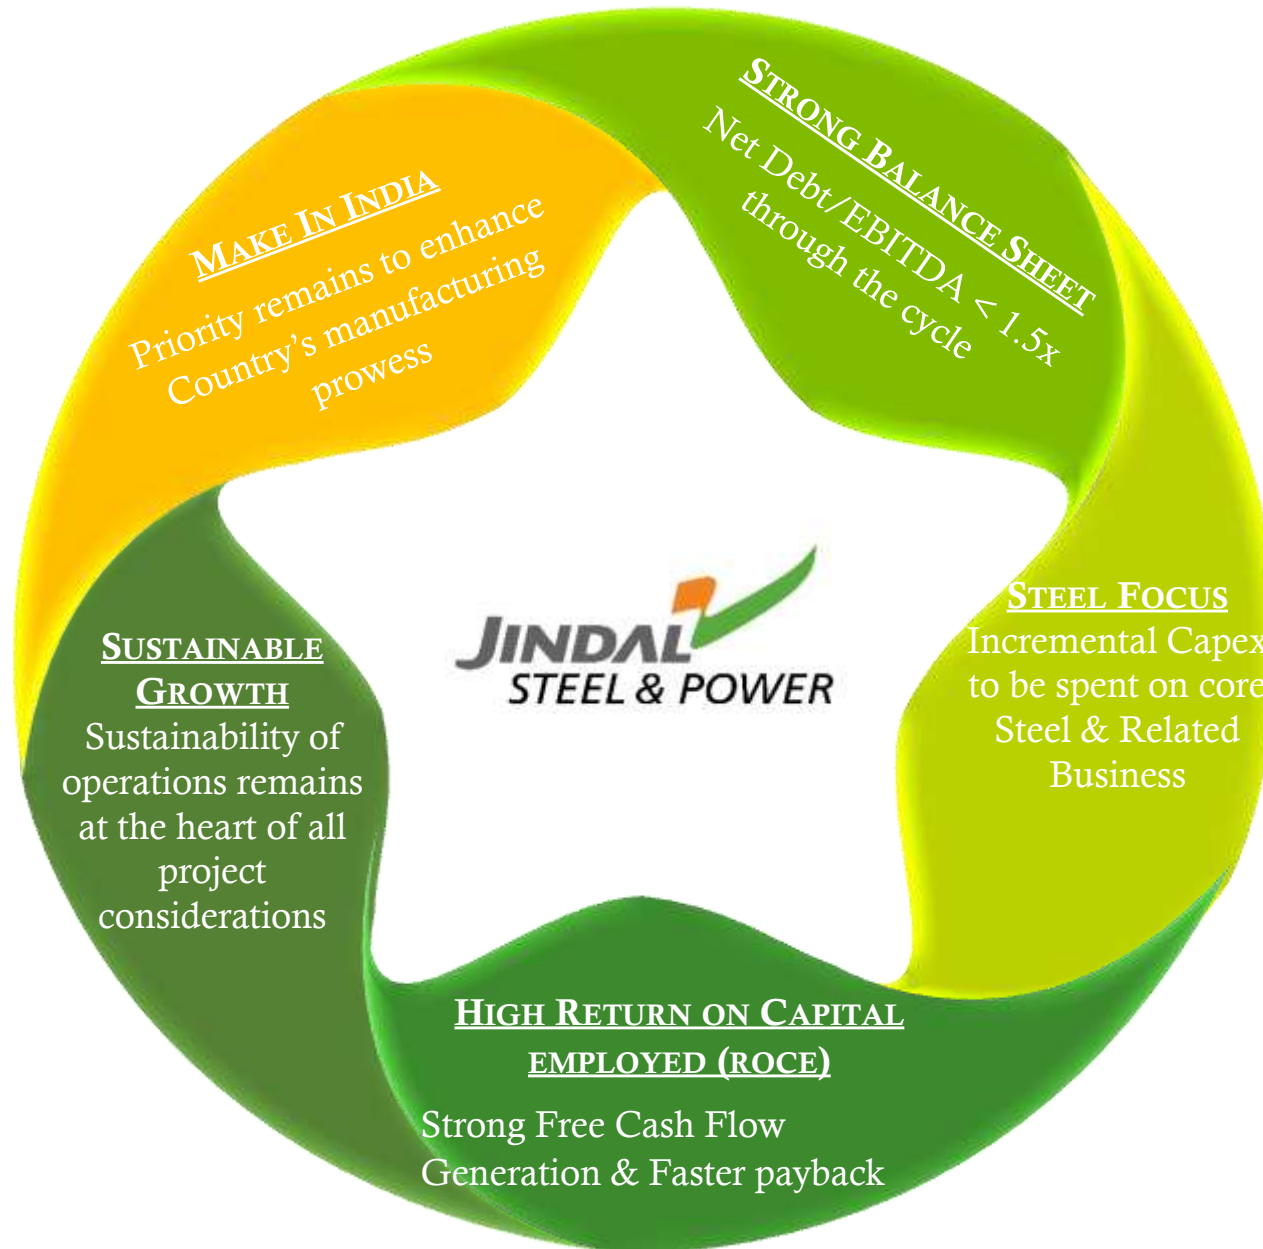 STRONG BALANCE SHEET
Net Debt/EBITDA < 1.5x
through the cycle
MAKE IN INDIA
Priority remains to enhance
Country’s manufacturing
prowess
STEEL FOCUS
Incremental Capex
to be spent on core
Steel & Related
Business
SUSTAINABLE
GROWTH
Sustainability of
operations remains
at the heart of all
project
considerations
JINDAL
STEEL & POWER
HIGH RETURN ON CAPITAL
EMPLOYED (ROCE)
Strong Free Cash Flow
Generation & Faster payback